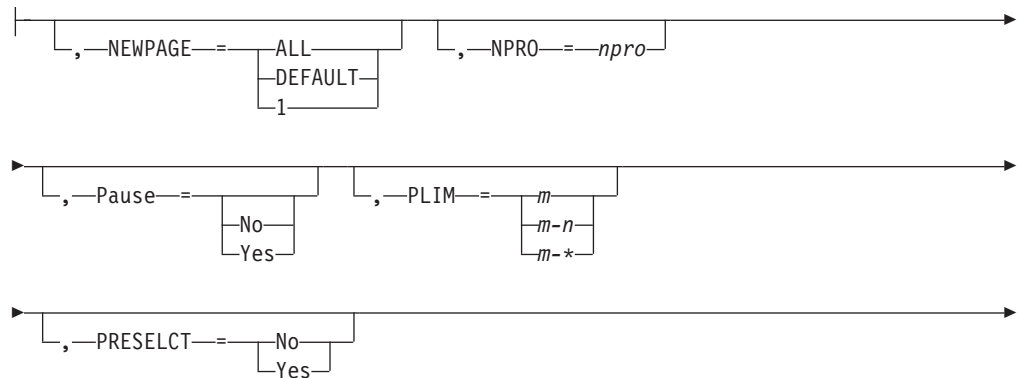 , NEWPAGE = ALL , NPRO = npro
DEFAULT
1
, Pause = , PLIM = m
No m-n
Yes m-*
, PRESELCT = No
Yes